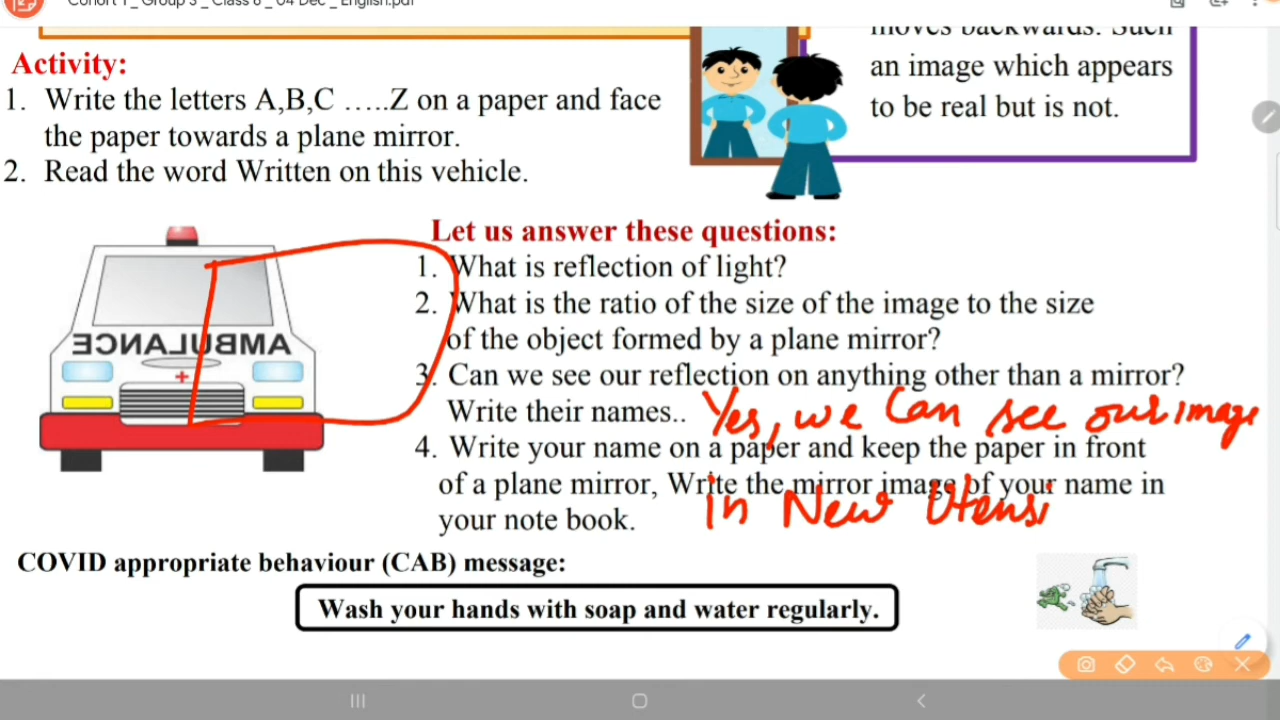 Cohort 1_ Group 3 _ Class 8 _ 04 Dec _ English.pdf
moves backwards. Such
an image which appears
to be real but is not.
Activity:
1. Write the letters A,B,C …..Z on a paper and face
the paper towards a plane mirror.
2. Read the word Written on this vehicle.
AMBULANCE
Let us answer these questions:
1. What is reflection of light?
2. What is the ratio of the size of the image to the size
of the object formed by a plane mirror?
3. Can we see our reflection on anything other than a mirror?
Write their names.. Yes, we Can see our image
4. Write your name on a paper and keep the paper in front
of a plane mirror, Write the mirror image of your name in
in New Utensi
your note book.
COVID appropriate behaviour (CAB) message:
Wash your hands with soap and water regularly.